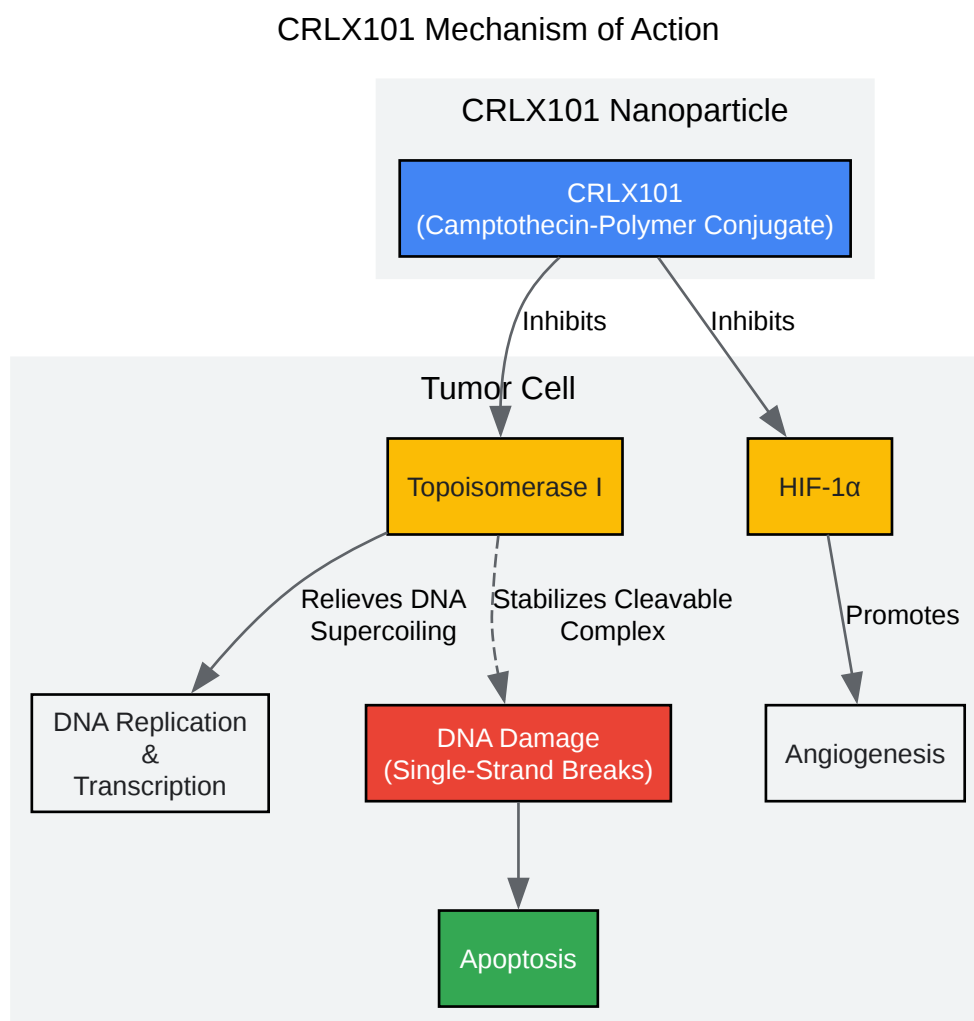 CRLX101 Mechanism of Action
CRLX101 Nanoparticle
CRLX101
(Camptothecin-Polymer Conjugate)
Inhibits
Inhibits
Tumor Cell
Topoisomerase I
HIF-1α
Relieves DNA
Supercoiling
Stabilizes Cleavable
Complex
Promotes
DNA Replication
&
Transcription
DNA Damage
(Single-Strand Breaks)
Angiogenesis
Apoptosis